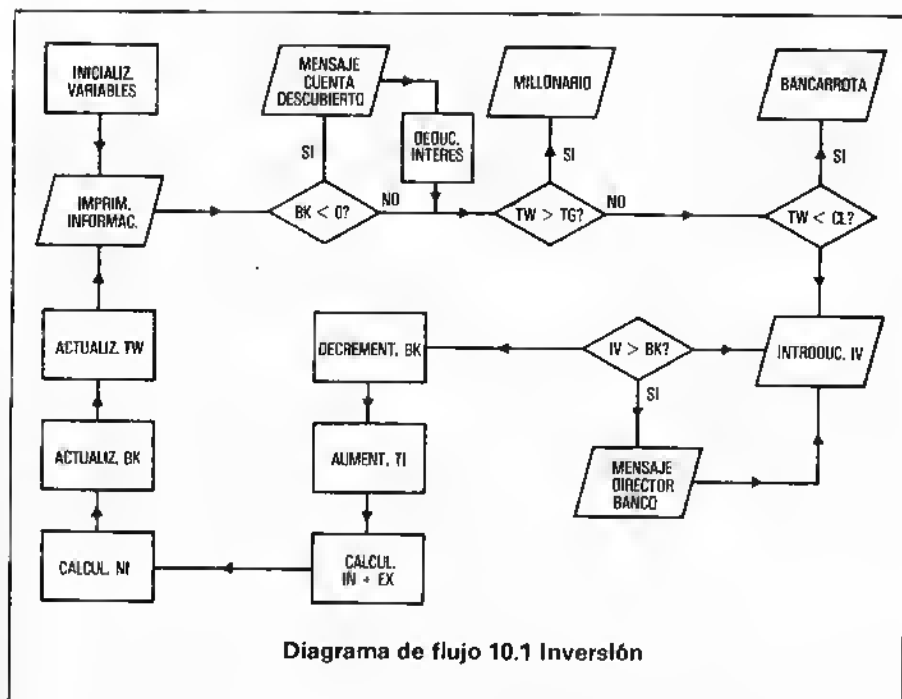 INICIALIZ.
VARIABLES
MENSAJE
CUENTA
DESCUBIERTO
MILLONARIO
BANCARROTA
SI
DEDUC.
INTERES
SI
SI
IMPRIM.
INFORMAC.
BK < 0?
NO
TW > TG?
NO
TW < CL?
ACTUALIZ. TW
DECREMENT. BK
IV > BK?
INTRODUC. IV
SI
ACTUALIZ. BK
AUMENT. TI
MENSAJE
DIRECTOR
BANCO
CALCUL. NI
CALCUL.
IN + EX
Diagrama de flujo 10.1 Inversión